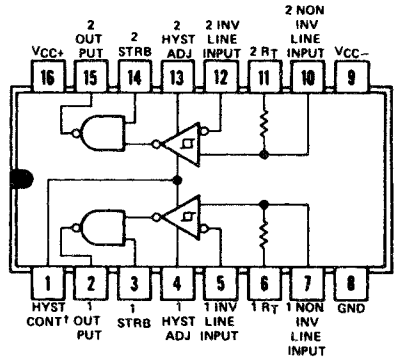 2 OUT PUT
2 STRB
2 HYST ADJ
2 INV LINE INPUT
2 RT
2 NON INV LINE INPUT
VCC+
VCC−
16 15 14 13 12 11 10 9
1 2 3 4 5 6 7 8
HYST CONT†
1 OUT PUT
1 STRB
1 HYST ADJ
1 INV LINE INPUT
1 RT
1 NON INV LINE INPUT
GND